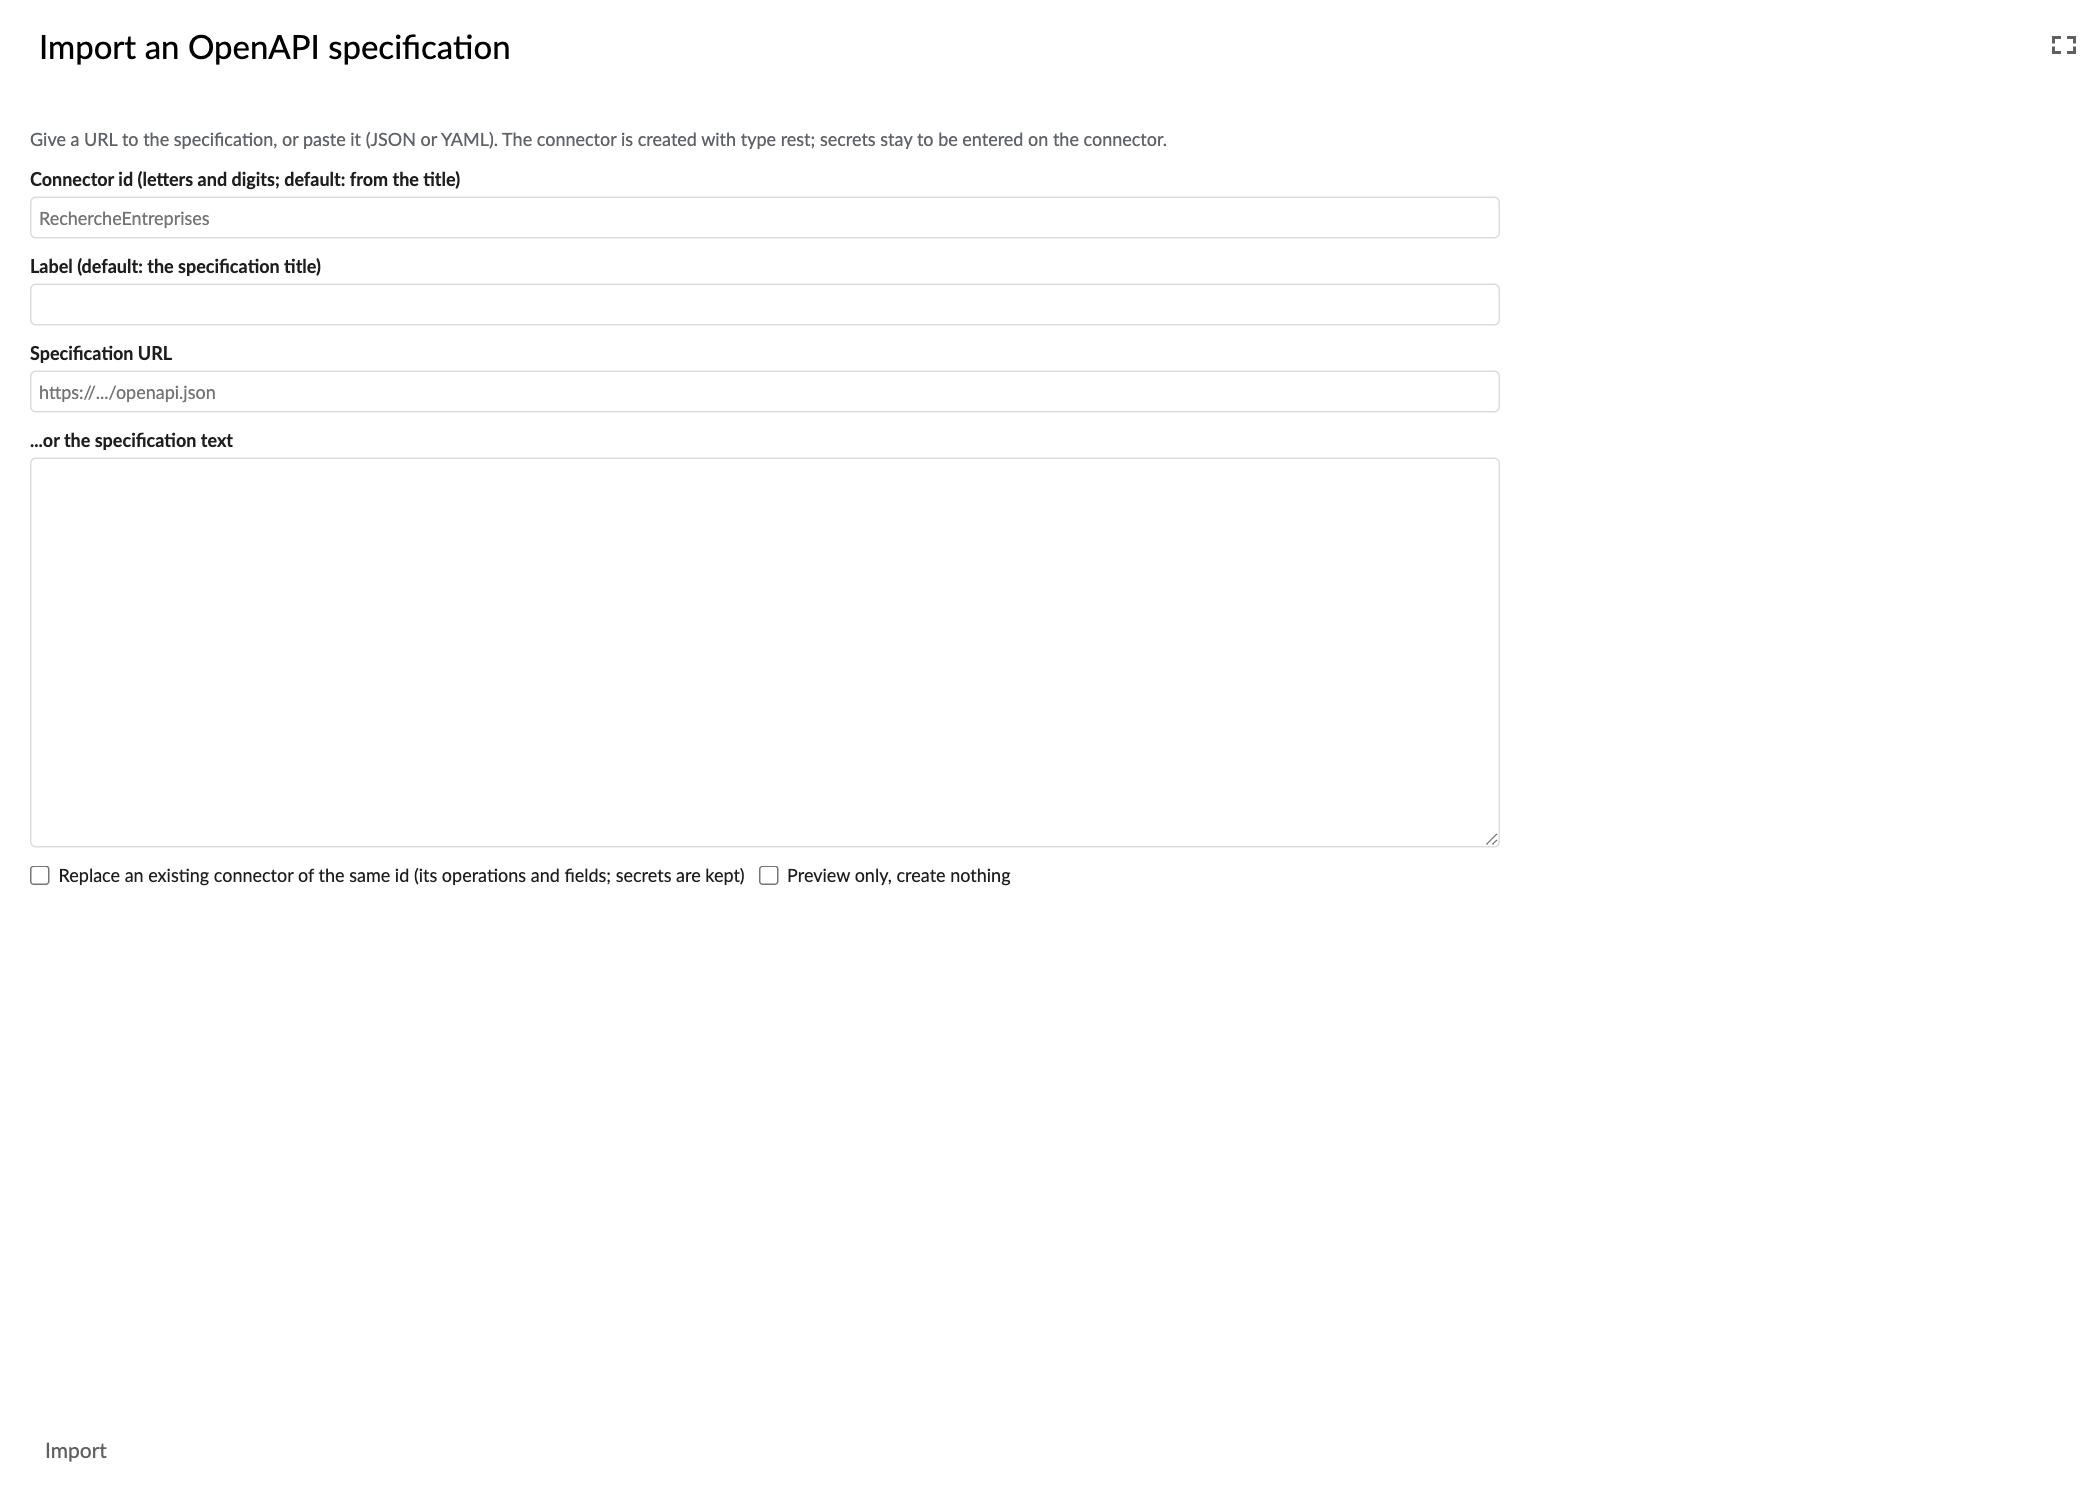 Import an OpenAPI specification
Give a URL to the specification, or paste it (JSON or YAML). The connector is created with type rest; secrets stay to be entered on the connector.
Connector id (letters and digits; default: from the title)
RechercheEntreprises
Label (default: the specification title)
Specification URL
https://.../openapi.json
...or the specification text
Replace an existing connector of the same id (its operations and fields; secrets are kept) Preview only, create nothing
Import